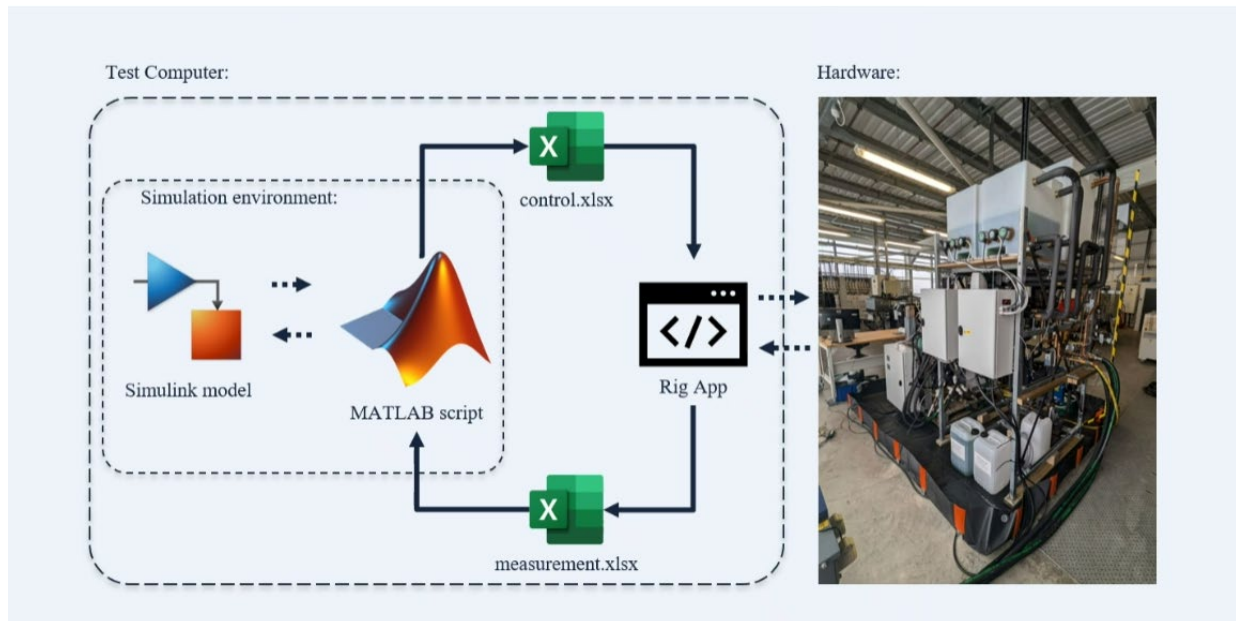 Test Computer:
Hardware:
Simulation environment:
X
control.xlsx
</>
Simulink model
MATLAB script
Rig App
X
measurement.xlsx